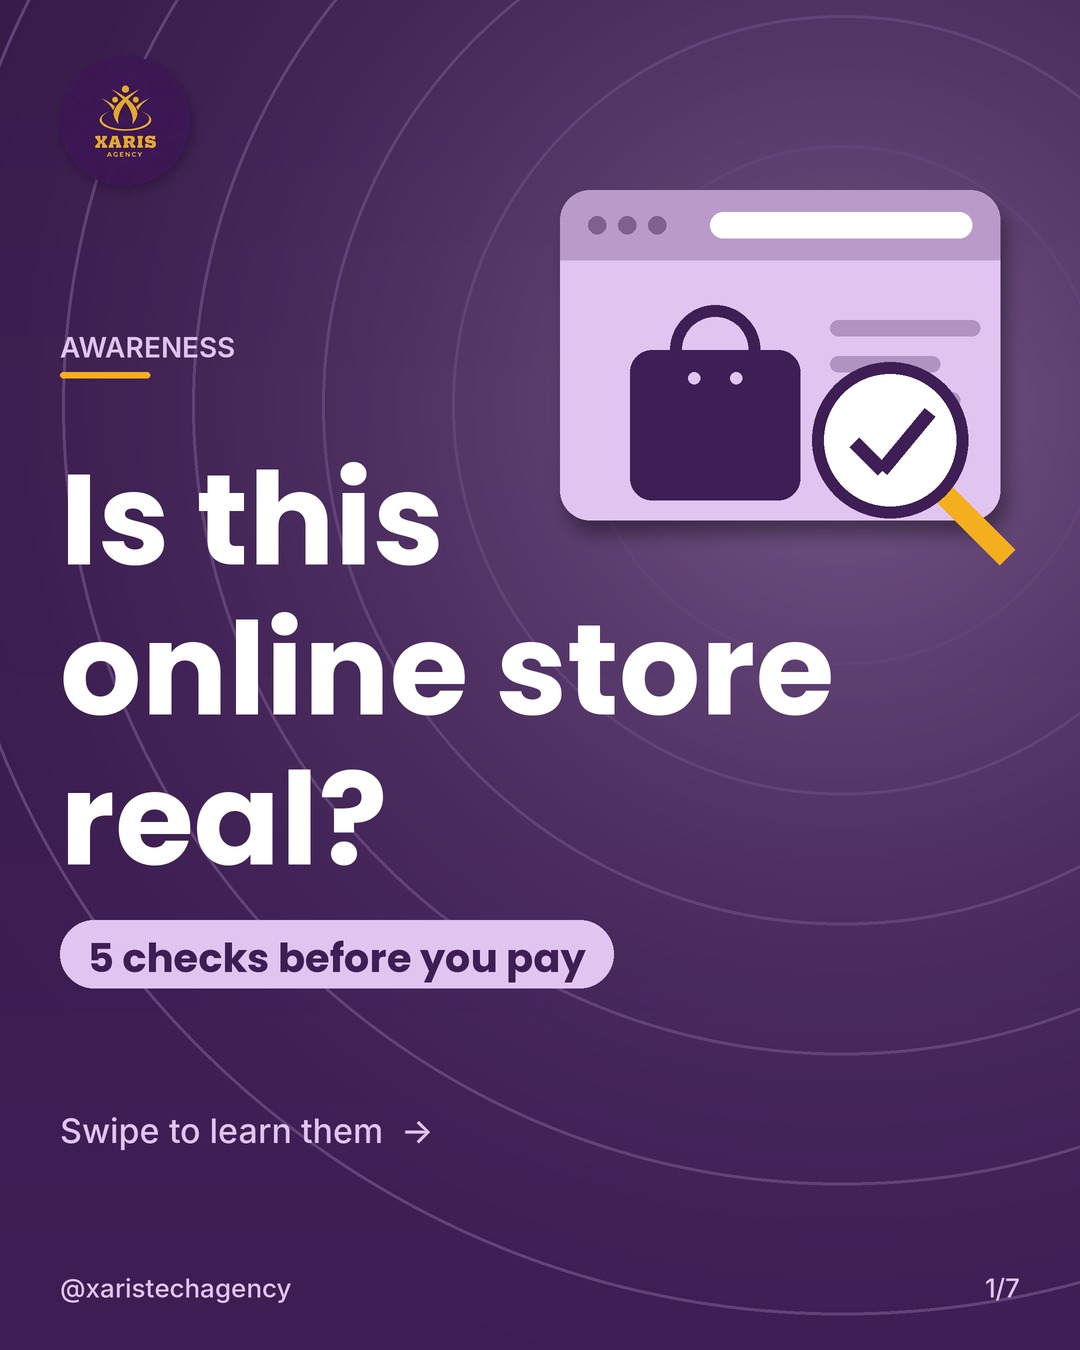 XARIS
AGENCY
AWARENESS
Is this
online store
real?
5 checks before you pay
Swipe to learn them →
@xaristechagency
1/7